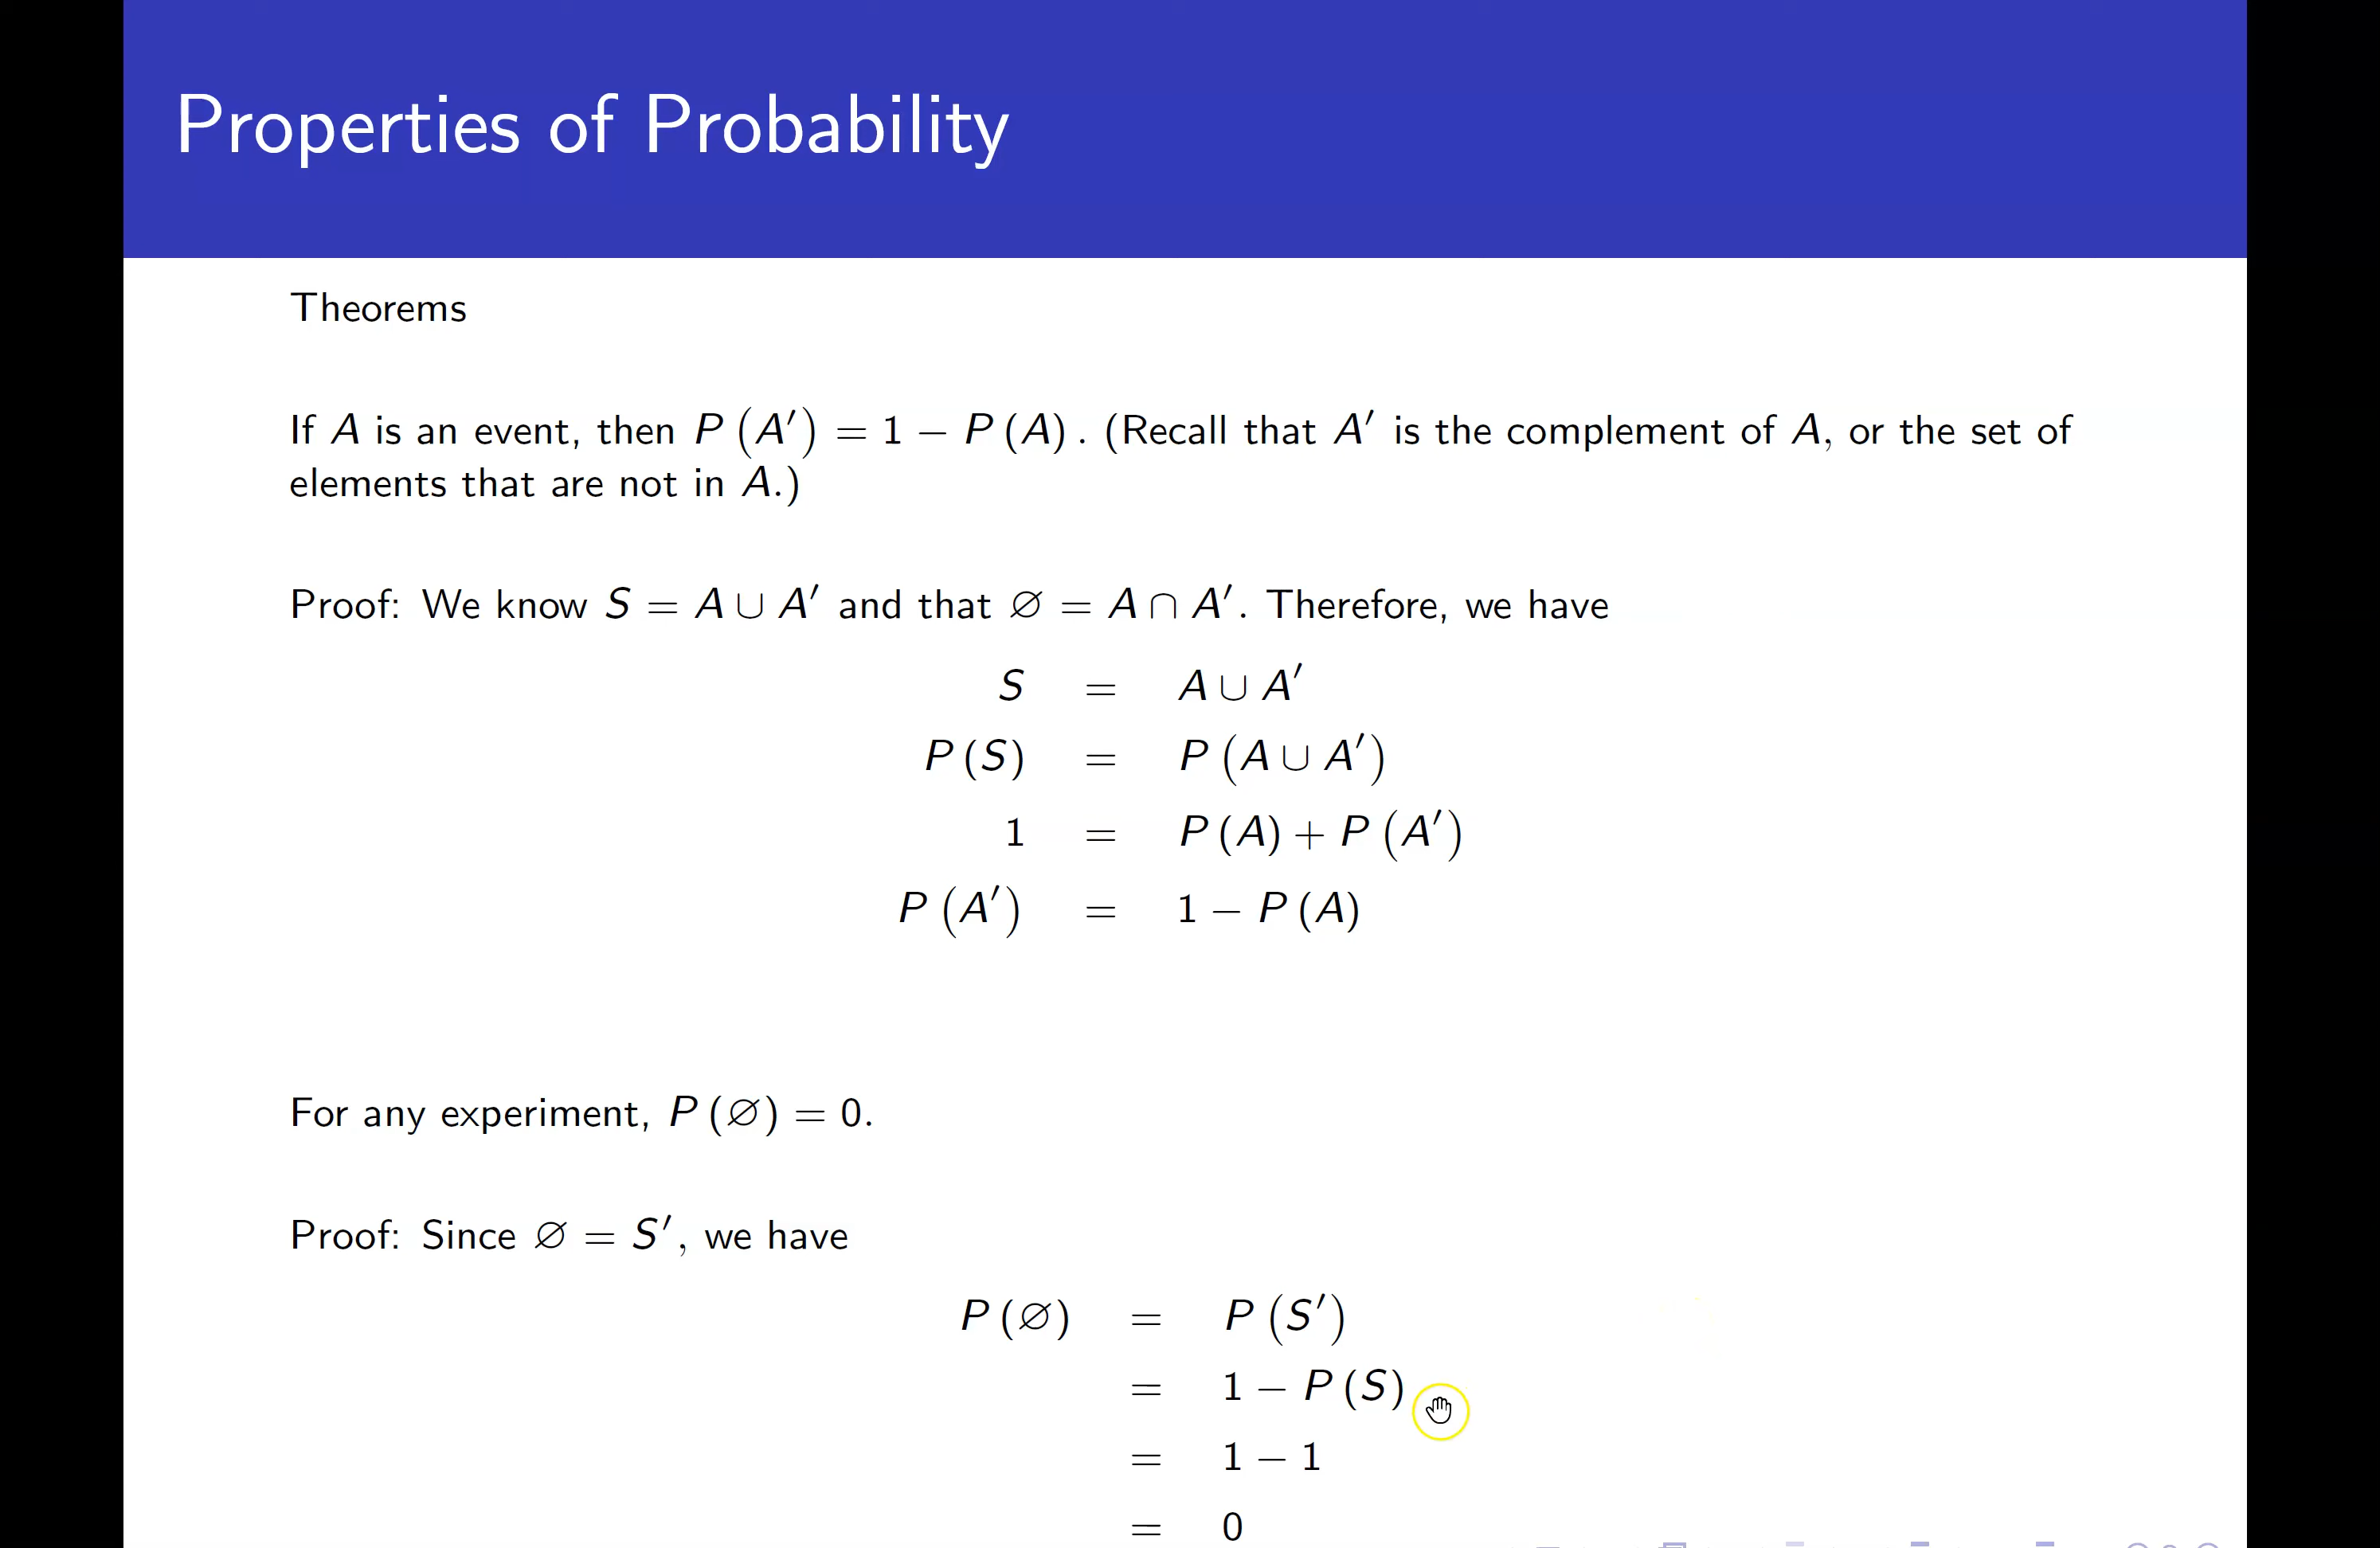 Properties of Probability
Theorems
If A is an event, then P (A′) = 1 − P (A) . (Recall that A′ is the complement of A, or the set of
elements that are not in A.)
Proof: We know S = A ∪ A′ and that ∅ = A ∩ A′. Therefore, we have
S = A ∪ A′
P (S) = P (A ∪ A′)
1 = P (A) + P (A′)
P (A′) = 1 − P (A)
For any experiment, P (∅) = 0.
Proof: Since ∅ = S′, we have
P (∅) = P (S′)
= 1 − P (S)
= 1 − 1
= 0